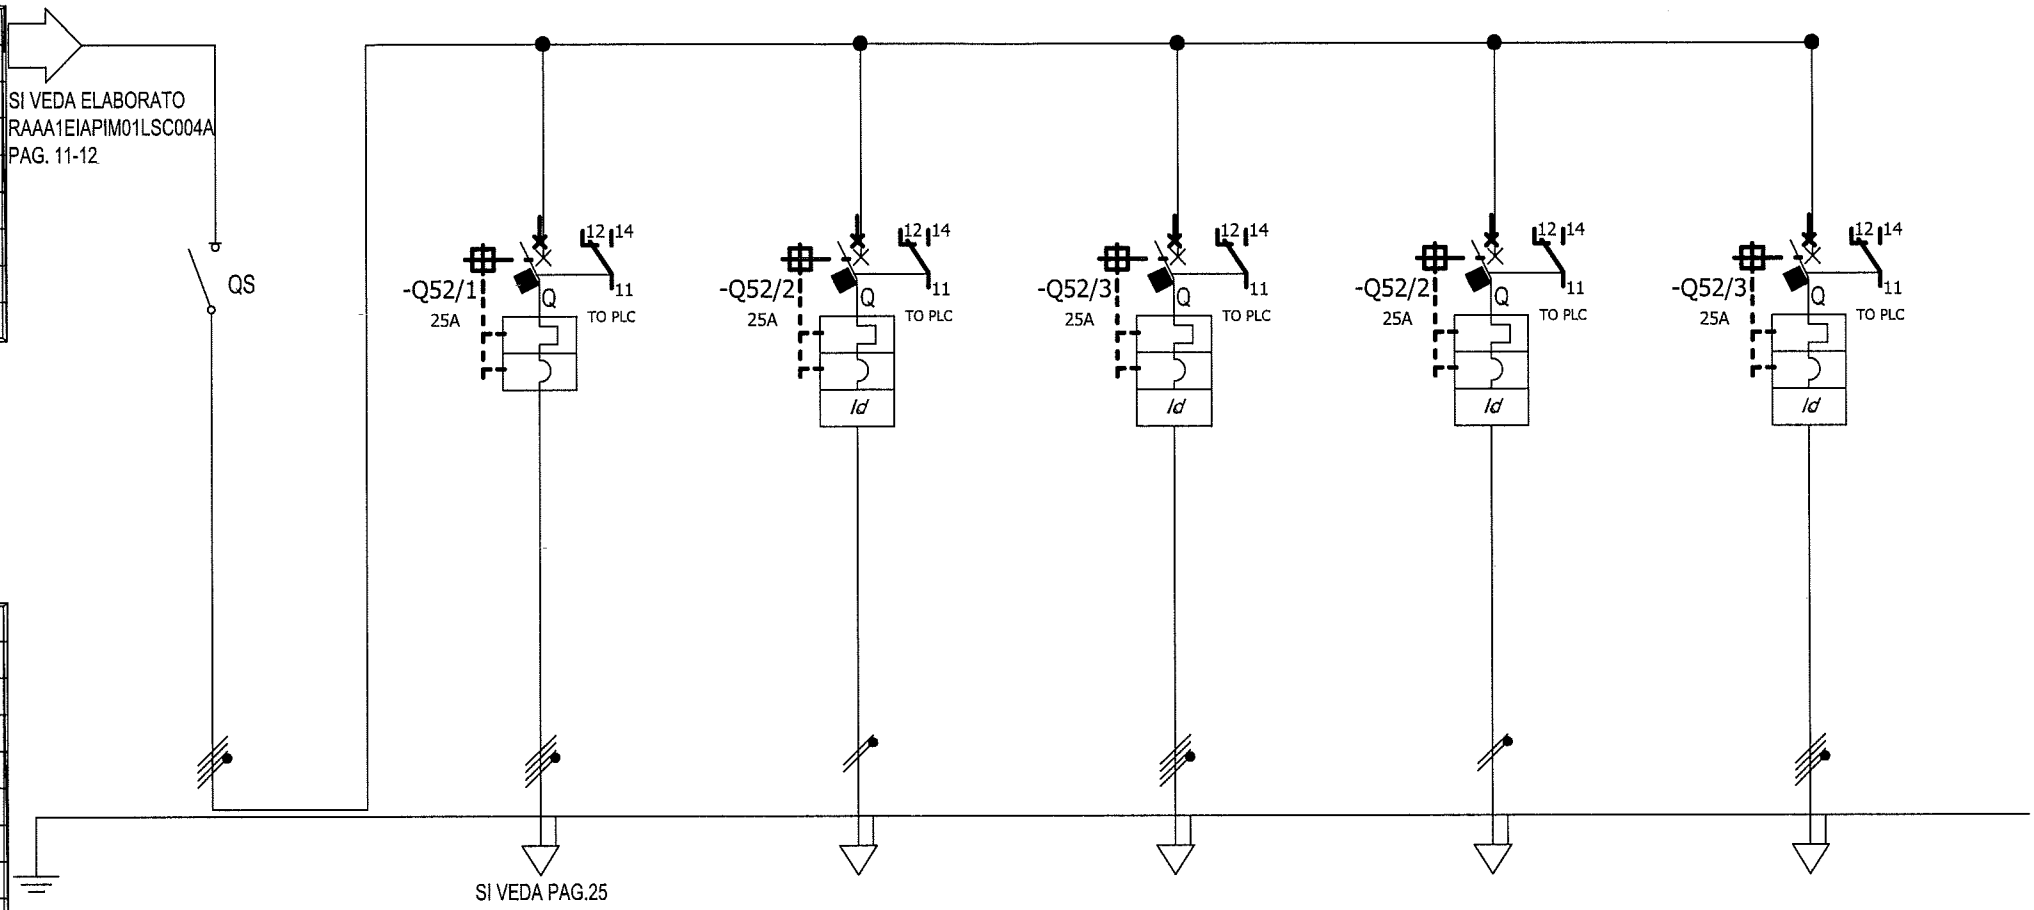 SI VEDA ELABORATO
RAAA1EIAPIM01LSC004A
PAG. 11-12
QS
12 14
-Q52/1
25A
Q
11
TO PLC
12 14
-Q52/2
25A
Q
11
TO PLC
Id
12 14
-Q52/3
25A
Q
11
TO PLC
Id
12 14
-Q52/2
25A
Q
11
TO PLC
Id
12 14
-Q52/3
25A
Q
11
TO PLC
Id
SI VEDA PAG.25